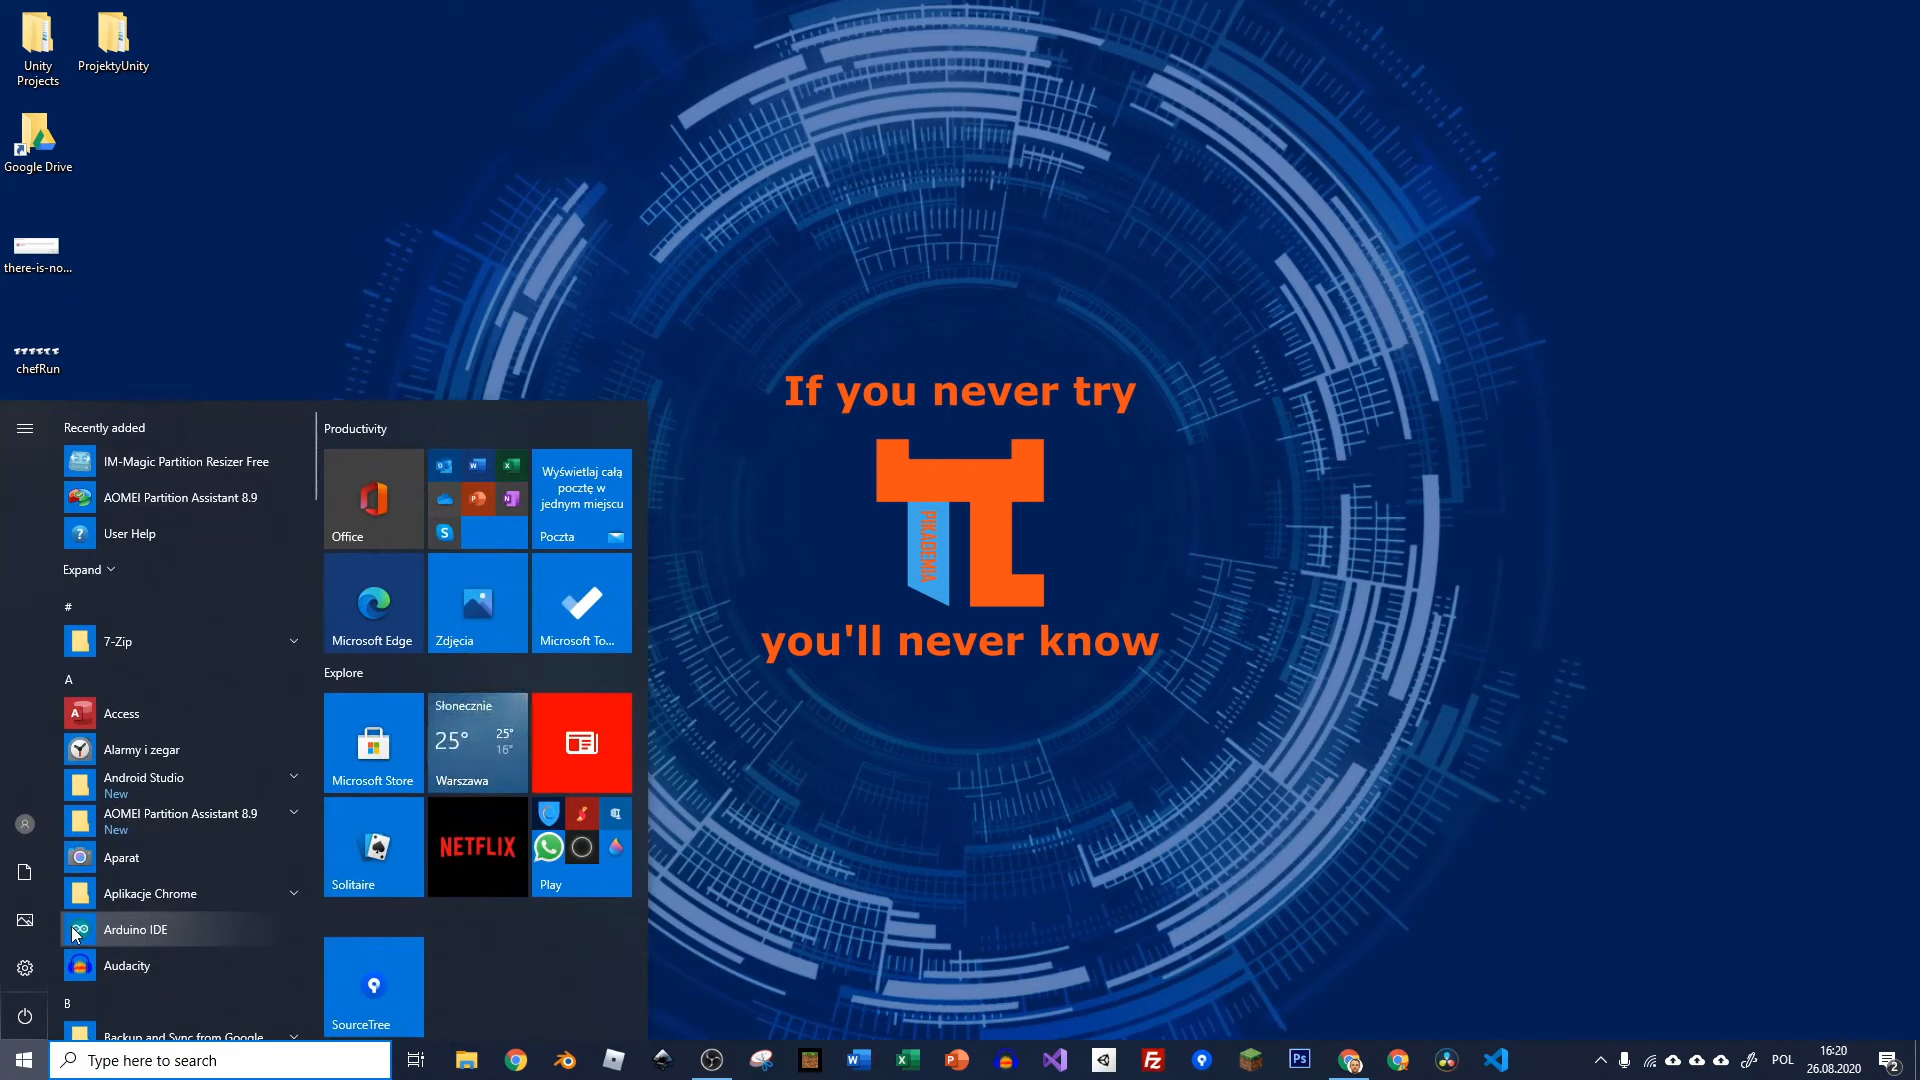 Unity
Projects
ProjektyUnity
Google Drive
there-is-no...
chefRun
If you never try
PIKADEMIA
you'll never know
Recently added
IM-Magic Partition Resizer Free
AOMEI Partition Assistant 8.9
User Help
Expand
#
7-Zip
A
Access
Alarmy i zegar
Android Studio
New
AOMEI Partition Assistant 8.9
New
Aparat
Aplikacje Chrome
Arduino IDE
Audacity
B
Backup and Sync from Google
Productivity
Office
Wyświetlaj całą
pocztę w
jednym miejscu
Poczta
Microsoft Edge
Zdjęcia
Microsoft To...
Explore
Microsoft Store
Słonecznie
25°
25°
16°
Warszawa
Solitaire
NETFLIX
Play
SourceTree
Type here to search
POL
16:20
26.08.2020
2